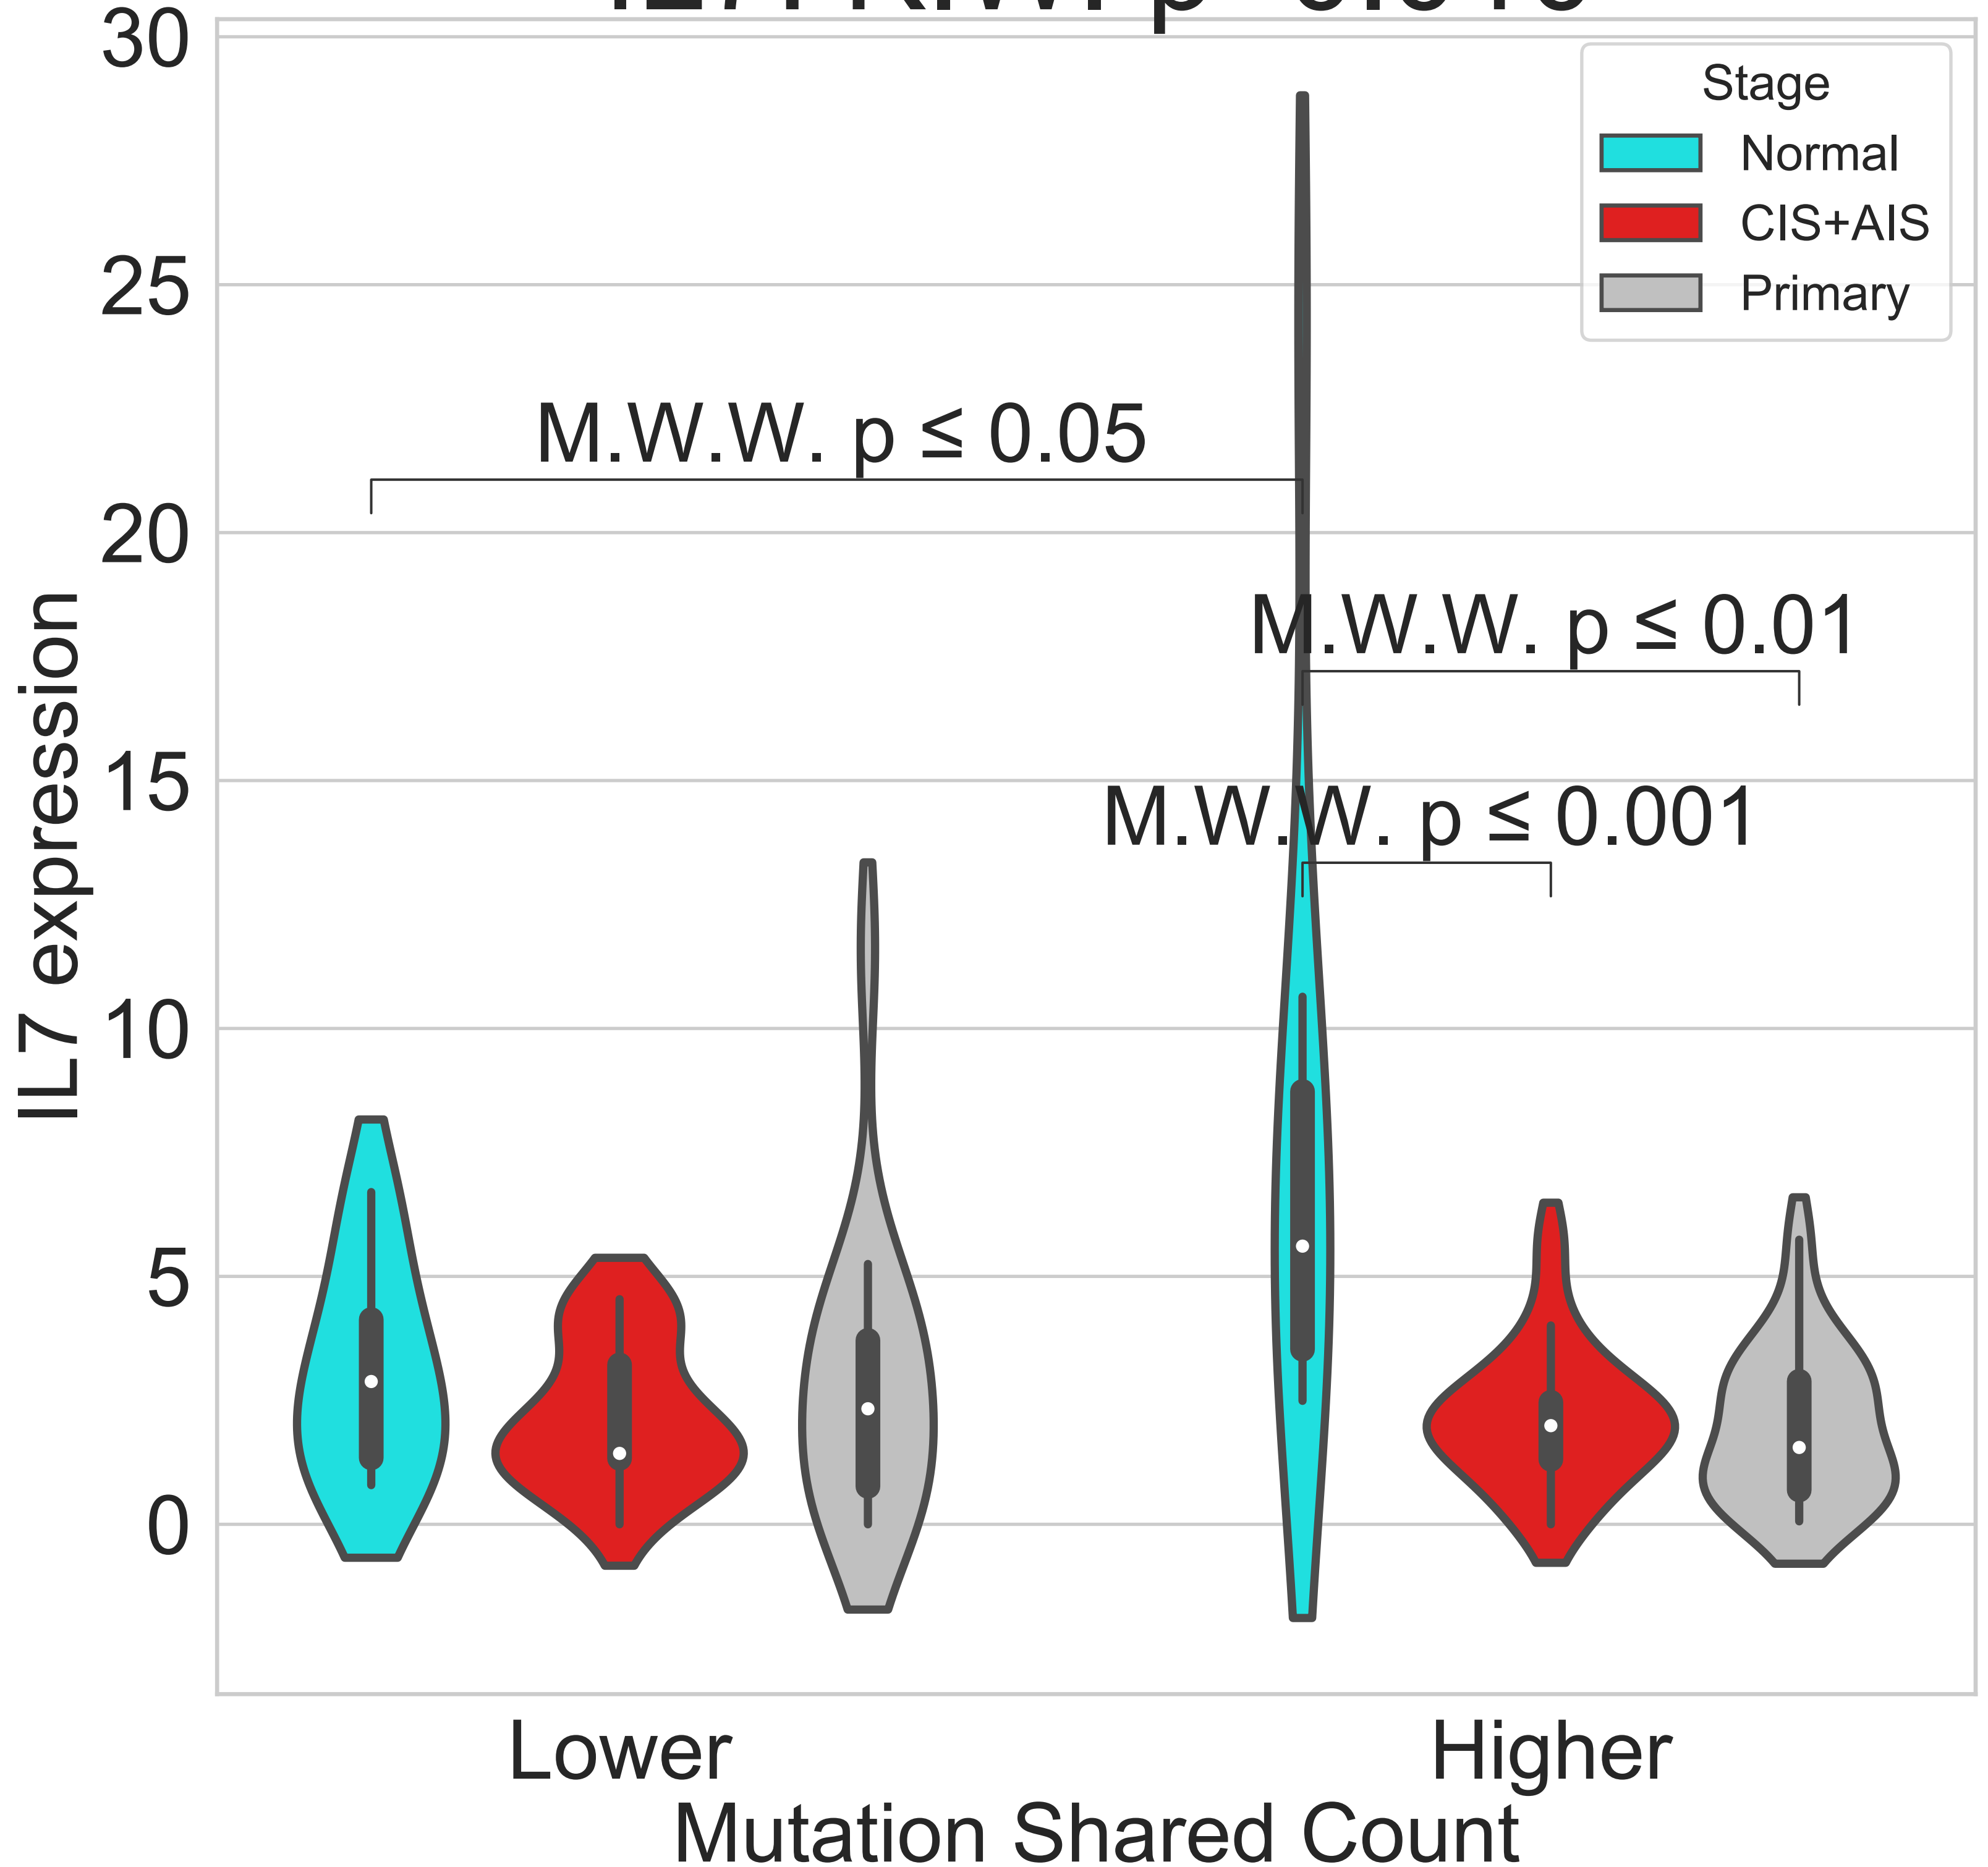 30
25
20
15
10
5
0
IL7 expression
Stage
Normal
CIS+AIS
Primary
M.W.W. p ≤ 0.05
M.W.W. p ≤ 0.01
M.W.W. p ≤ 0.001
Lower
Higher
Mutation Shared Count